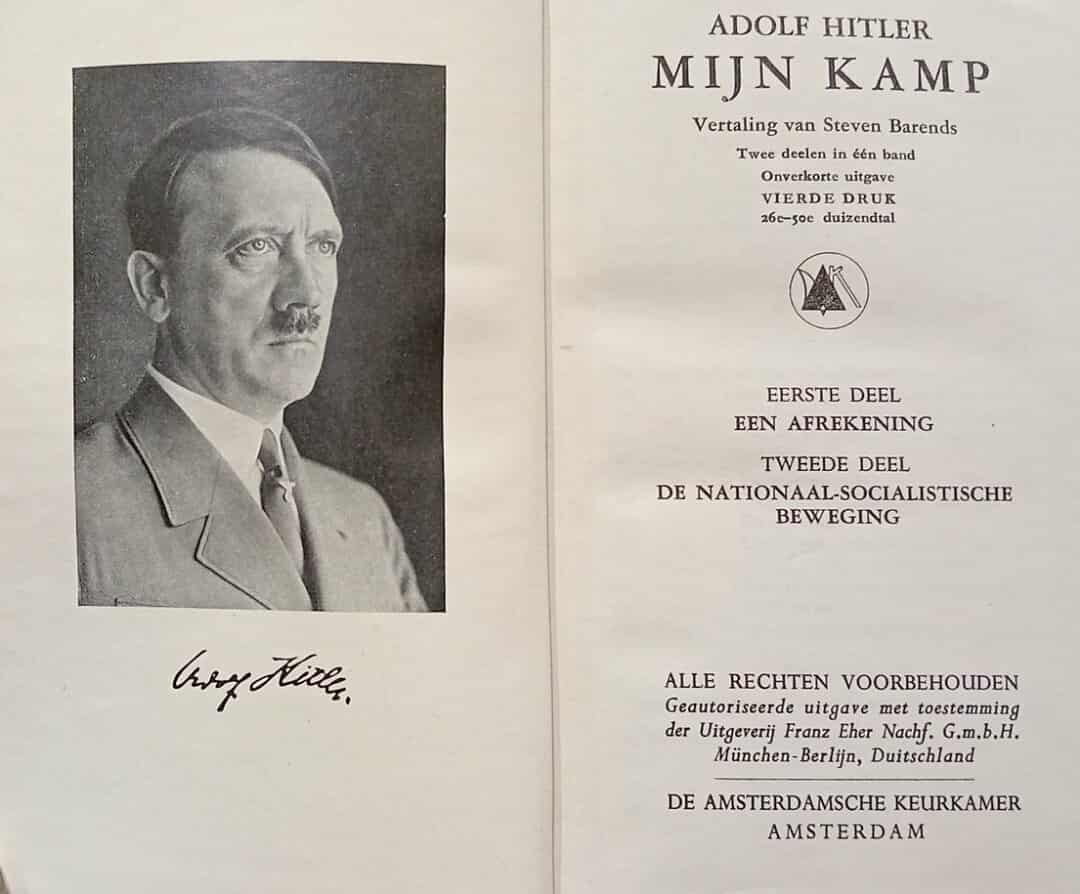 Adolf Hitler.
ADOLF HITLER
MIJN KAMP
Vertaling van Steven Barends
Twee deelen in één band
Onverkorte uitgave
VIERDE DRUK
26e-50e duizendtal
EERSTE DEEL
EEN AFREKENING
TWEEDE DEEL
DE NATIONAAL-SOCIALISTISCHE
BEWEGING
ALLE RECHTEN VOORBEHOUDEN
Geautoriseerde uitgave met toestemming
der Uitgeverij Franz Eher Nachf. G.m.b.H.
München-Berlijn, Duitschland
DE AMSTERDAMSCHE KEURKAMER
AMSTERDAM